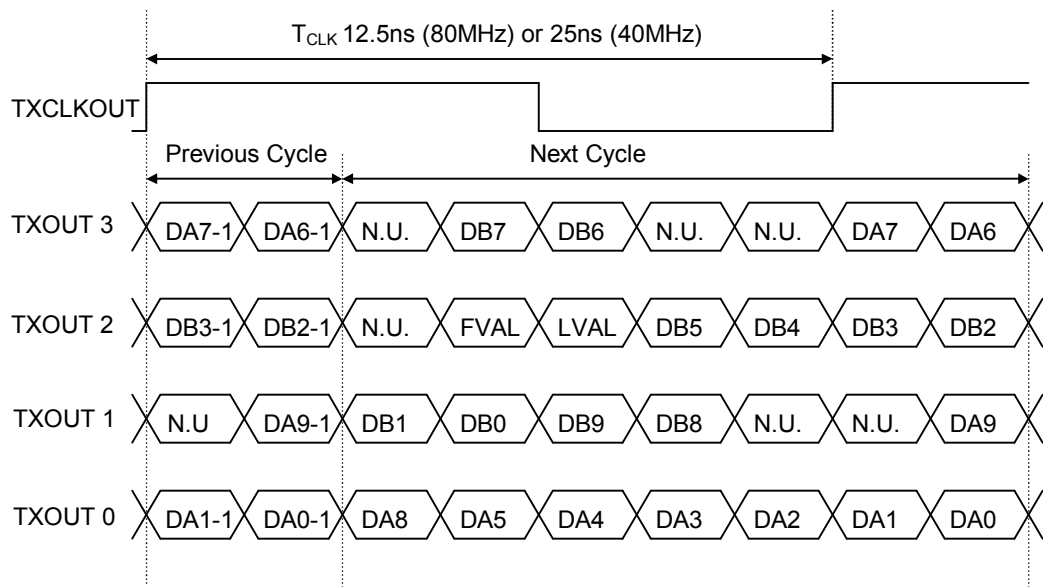 T_CLK 12.5ns (80MHz) or 25ns (40MHz)
TXCLKOUT
Previous Cycle Next Cycle
TXOUT 3 DA7-1 DA6-1 N.U. DB7 DB6 N.U. N.U. DA7 DA6
TXOUT 2 DB3-1 DB2-1 N.U. FVAL LVAL DB5 DB4 DB3 DB2
TXOUT 1 N.U DA9-1 DB1 DB0 DB9 DB8 N.U. N.U. DA9
TXOUT 0 DA1-1 DA0-1 DA8 DA5 DA4 DA3 DA2 DA1 DA0